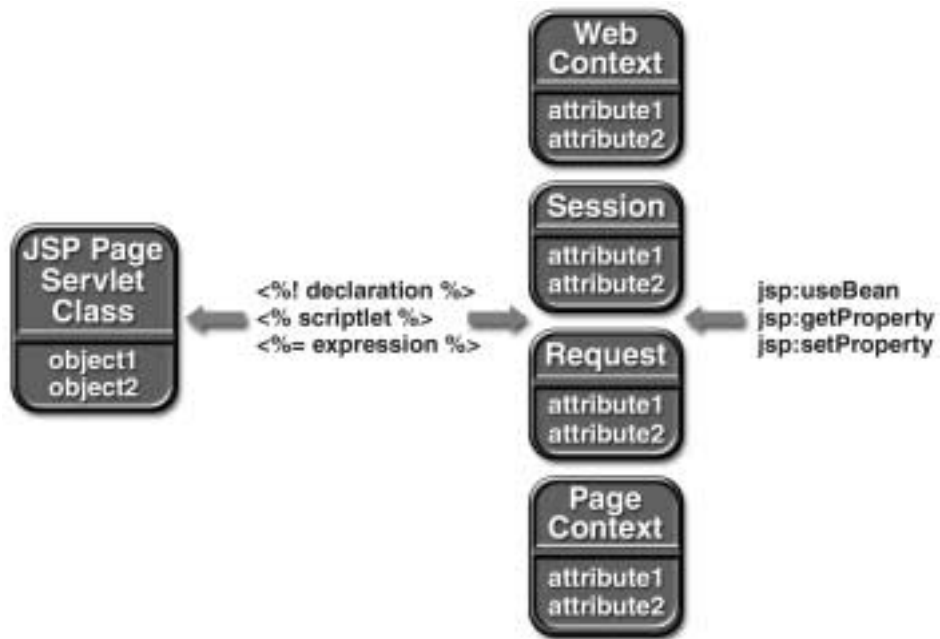 JSP Page
Servlet
Class
object1
object2
<%! declaration %>
<% scriptlet %>
<%= expression %>
Web
Context
attribute1
attribute2
Session
attribute1
attribute2
Request
attribute1
attribute2
Page
Context
attribute1
attribute2
jsp:useBean
jsp:getProperty
jsp:setProperty